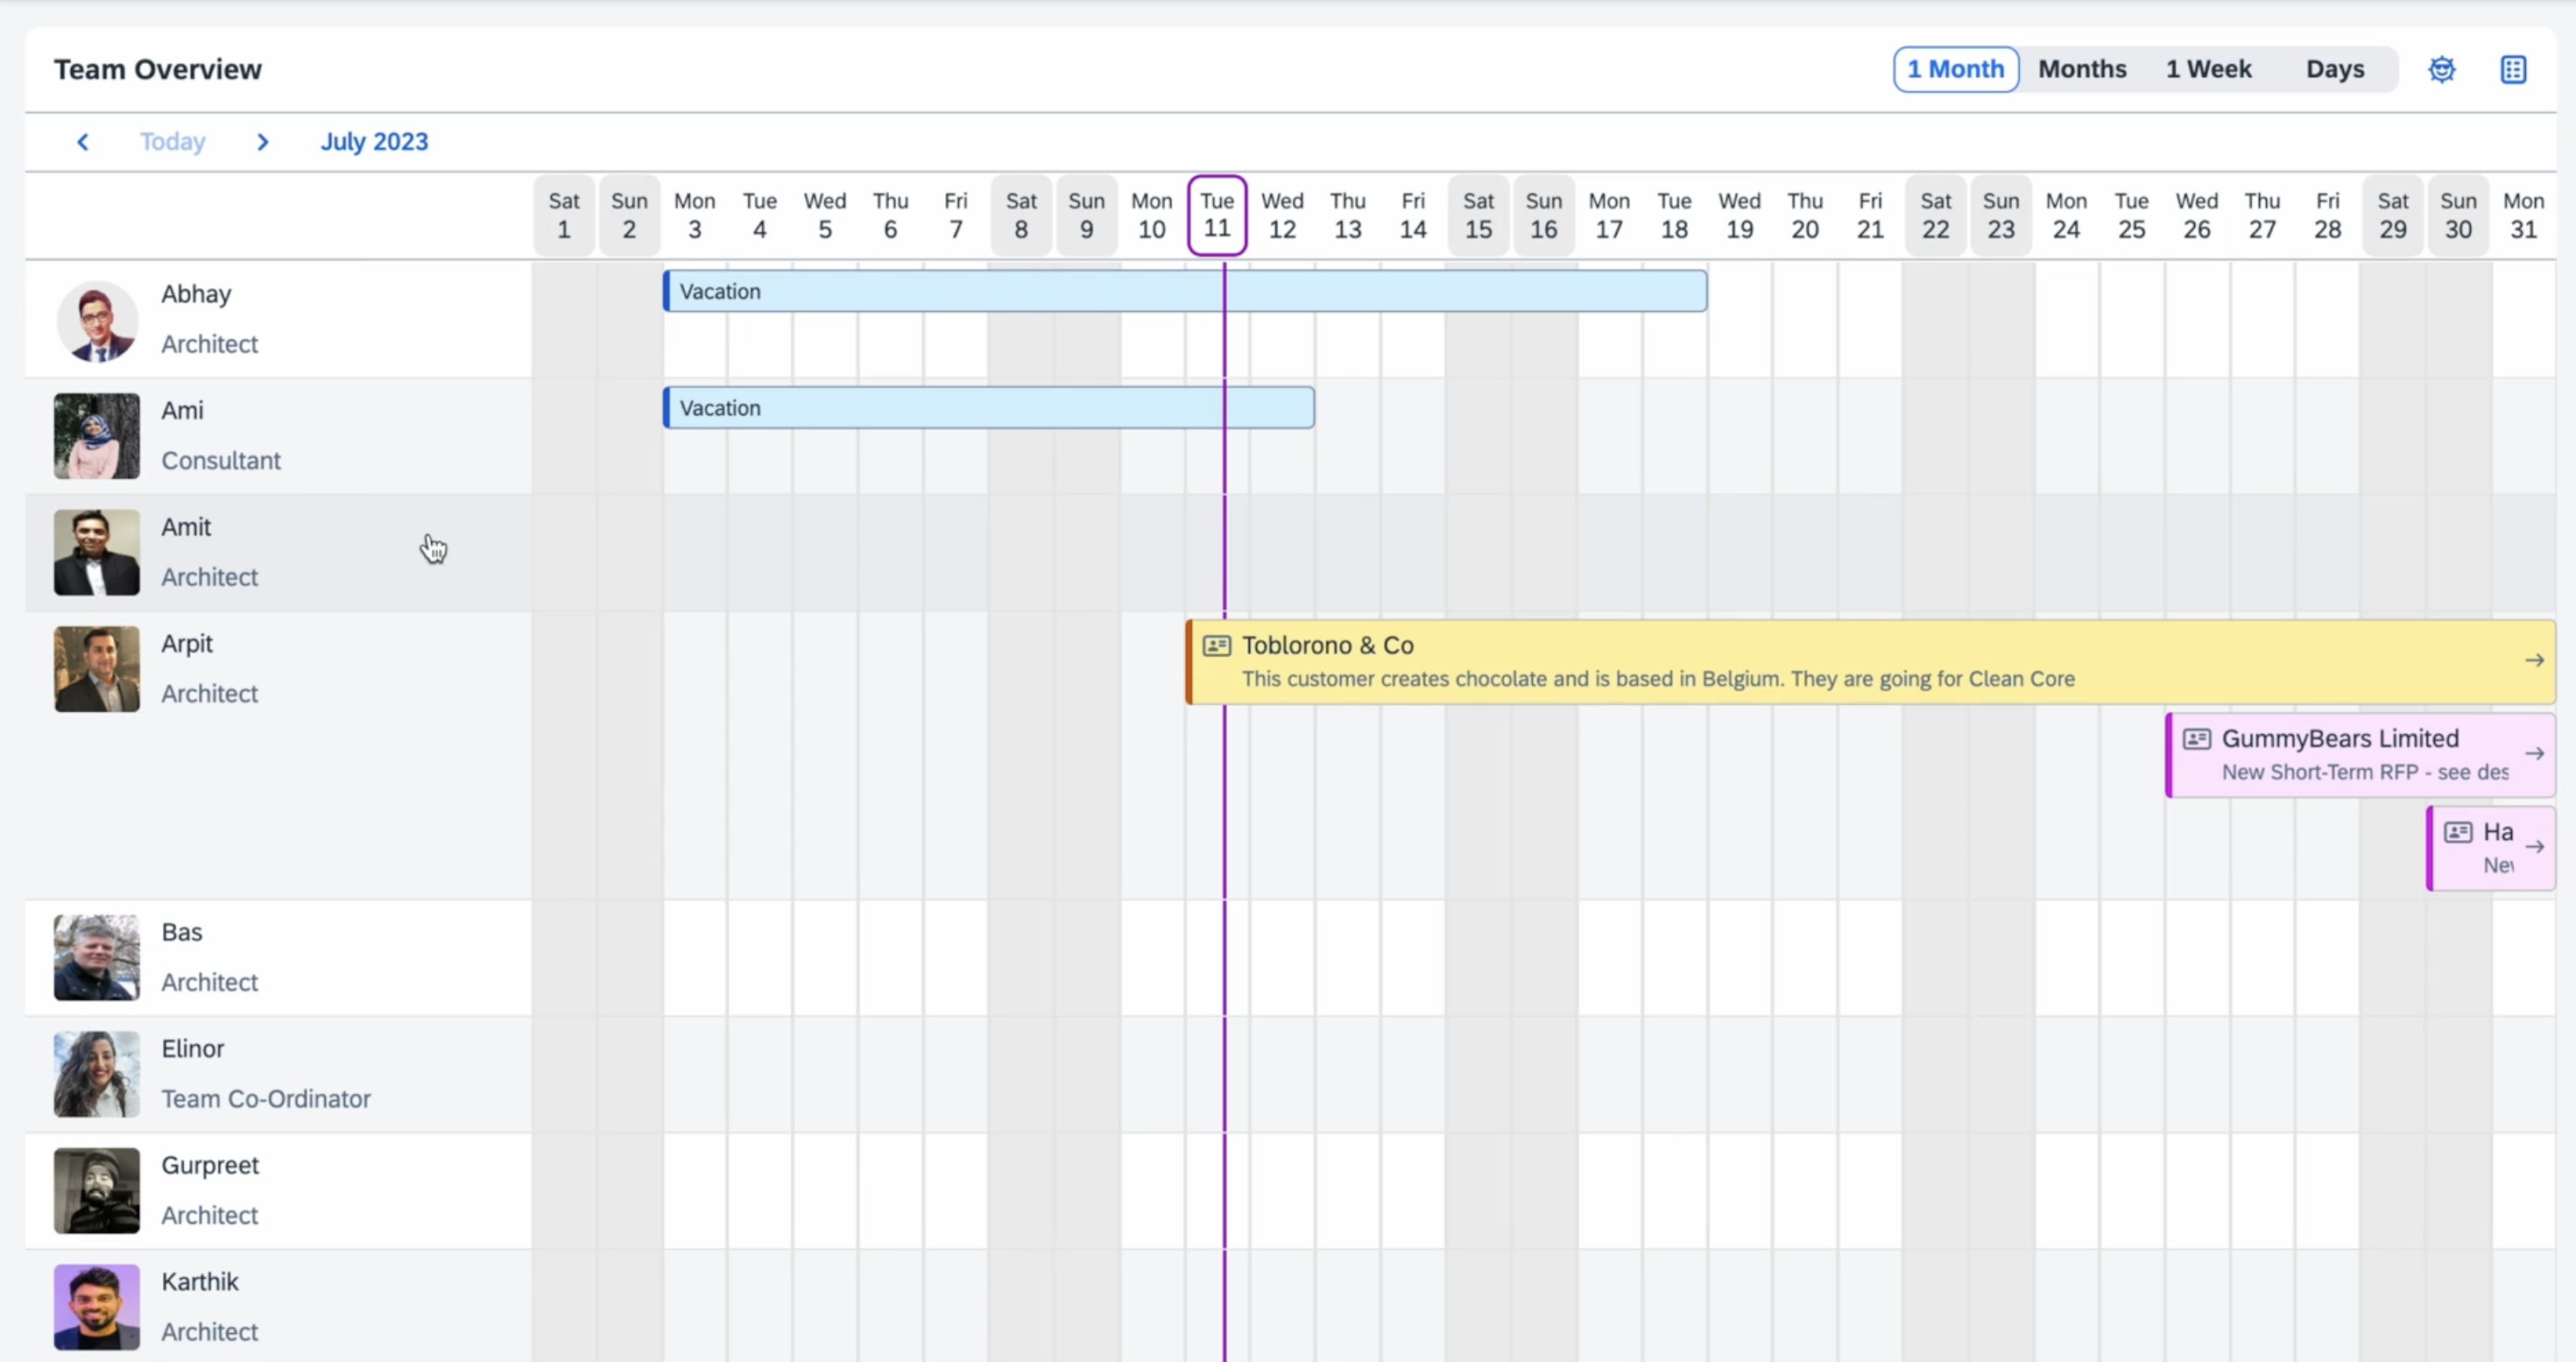 Team Overview
1 Month Months 1 Week Days
Today July 2023
Sat Sun Mon Tue Wed Thu Fri Sat Sun Mon Tue Wed Thu Fri Sat Sun Mon Tue Wed Thu Fri Sat Sun Mon Tue Wed Thu Fri Sat Sun Mon
1 2 3 4 5 6 7 8 9 10 11 12 13 14 15 16 17 18 19 20 21 22 23 24 25 26 27 28 29 30 31
Abhay
Architect
Vacation
Ami
Consultant
Vacation
Amit
Architect
Arpit
Architect
Toblorono & Co
This customer creates chocolate and is based in Belgium. They are going for Clean Core
GummyBears Limited
New Short-Term RFP - see des
Ha
Bas
Architect
Elinor
Team Co-Ordinator
Gurpreet
Architect
Karthik
Architect